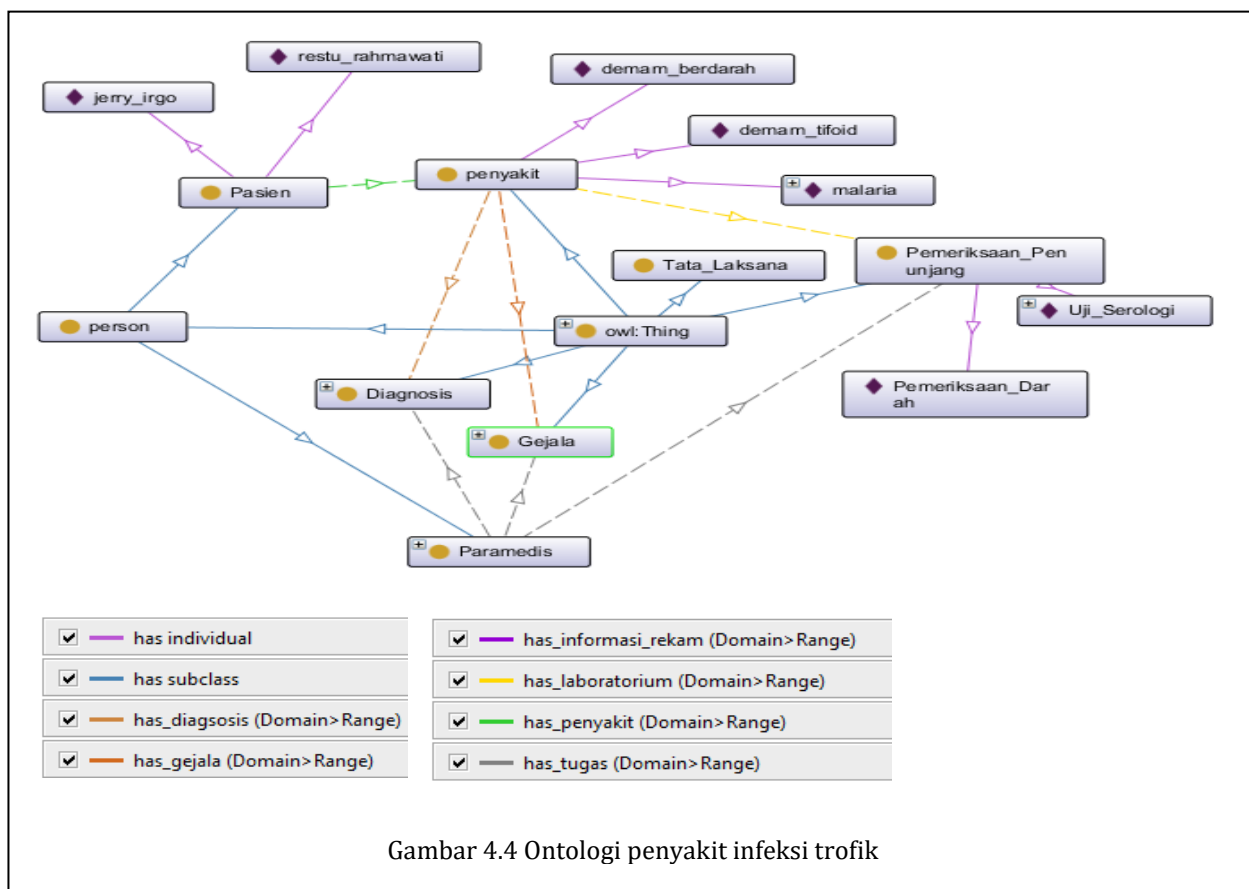 restu_rahmawati
demam_berdarah
jerry_irgo
demam_tifoid
penyakit
Pasien
malaria
Pemeriksaan_Pen
unjang
Tata_Laksana
Uji_Serologi
person
owl:Thing
Diagnosis
Pemeriksaan_Dar
ah
Gejala
Paramedis
has individual
has subclass
has_diagsosis (Domain>Range)
has_gejala (Domain>Range)
has_informasi_rekam (Domain>Range)
has_laboratorium (Domain>Range)
has_penyakit (Domain>Range)
has_tugas (Domain>Range)
Gambar 4.4 Ontologi penyakit infeksi trofik